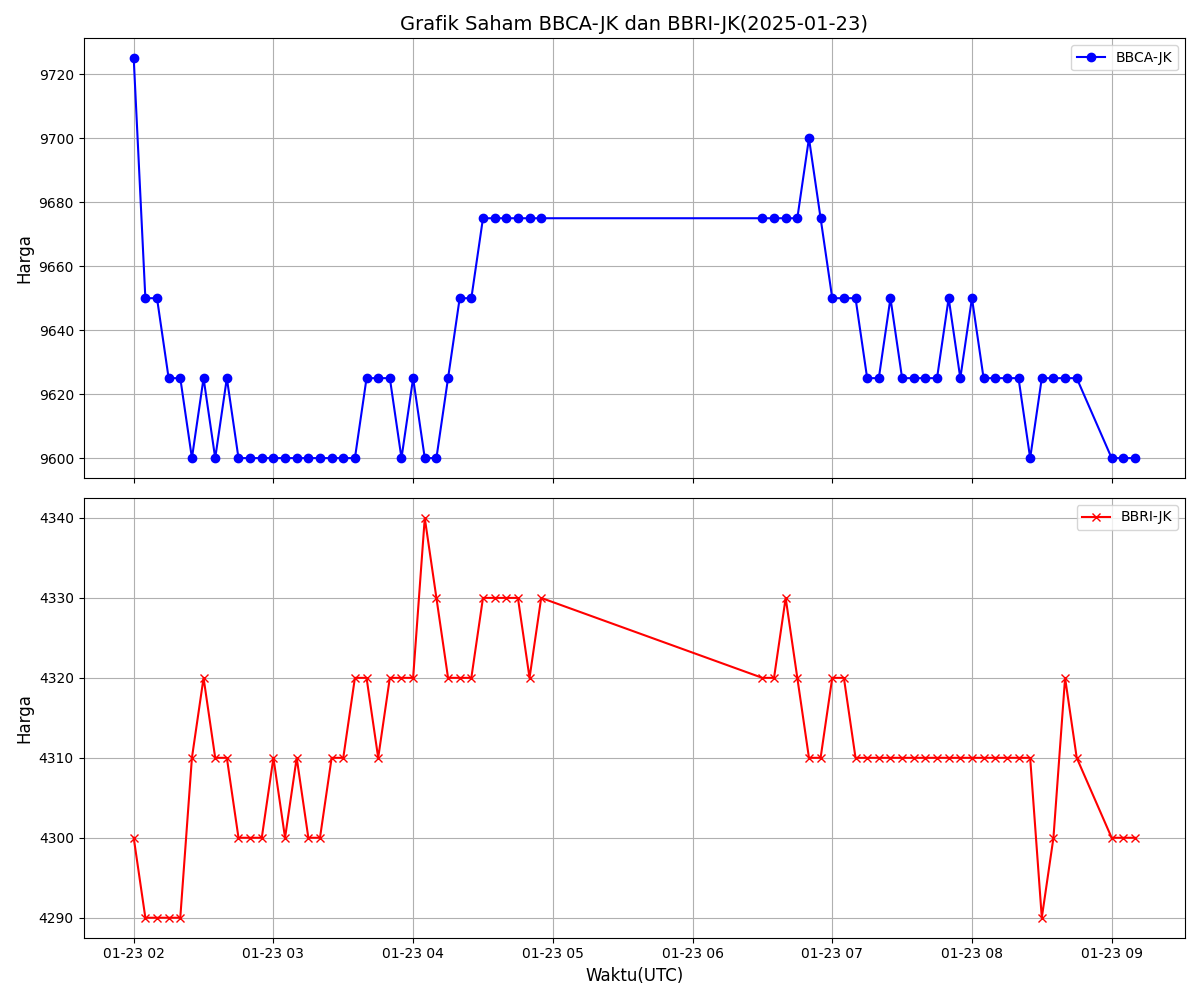 Grafik Saham BBCA-JK dan BBRI-JK(2025-01-23)
BBCA-JK
9720
9700
9680
9660
9640
9620
9600
Harga
BBRI-JK
4340
4330
4320
4310
4300
4290
Harga
01-23 02 01-23 03 01-23 04 01-23 05 01-23 06 01-23 07 01-23 08 01-23 09
Waktu(UTC)